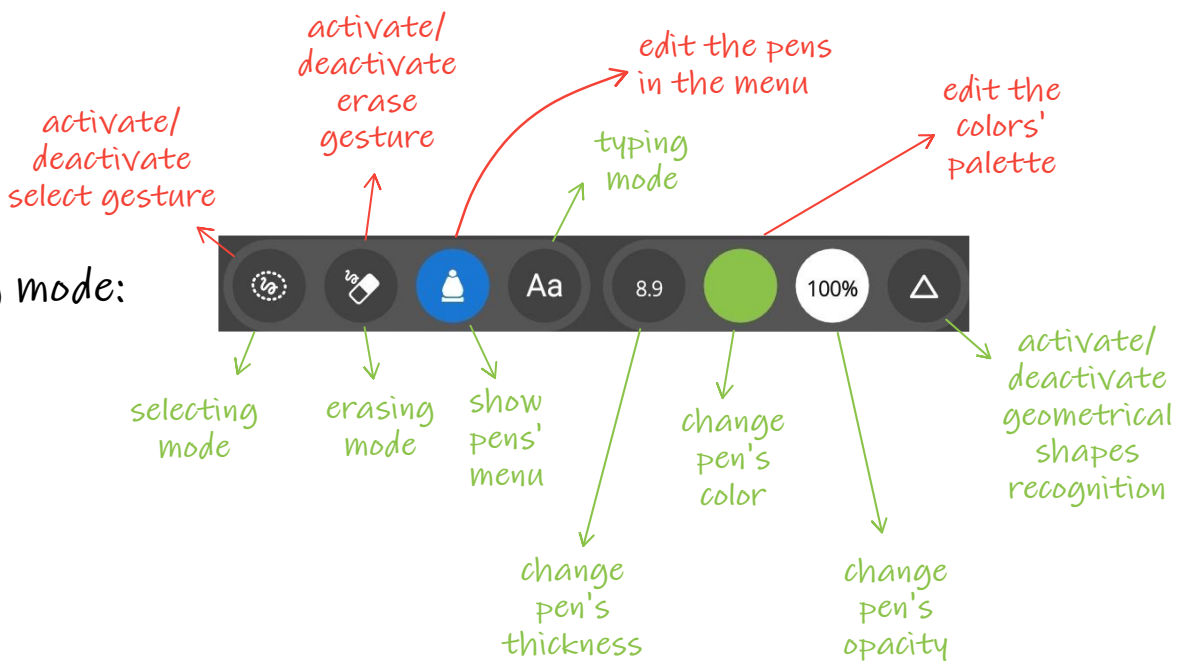 activate/
deactivate
erase
gesture
edit the pens
in the menu
edit the
colors'
palette
activate/
deactivate
select gesture
typing
mode
mode:
Aa
8.9
100%
selecting
mode
erasing
mode
show
pens'
menu
change
pen's
color
activate/
deactivate
geometrical
shapes
recognition
change
pen's
thickness
change
pen's
opacity